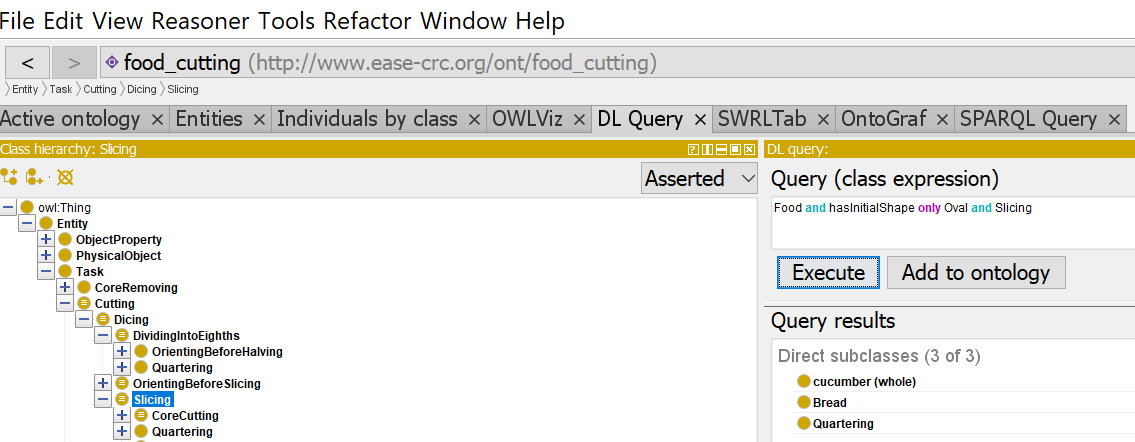 File Edit View Reasoner Tools Refactor Window Help
< > food_cutting (http://www.ease-crc.org/ont/food_cutting)
Entity Task Cutting Dicing Slicing
Active ontology × Entities × Individuals by class × OWLViz × DL Query × SWRLTab × OntoGraf × SPARQL Query ×
Class hierarchy: Slicing
Asserted
owl:Thing
Entity
ObjectProperty
PhysicalObject
Task
CoreRemoving
Cutting
Dicing
DividingIntoEighths
OrientingBeforeHalving
Quartering
OrientingBeforeSlicing
Slicing
CoreCutting
Quartering
DL query:
Query (class expression)
Food and hasInitialShape only Oval and Slicing
Execute Add to ontology
Query results
Direct subclasses (3 of 3)
cucumber (whole)
Bread
Quartering